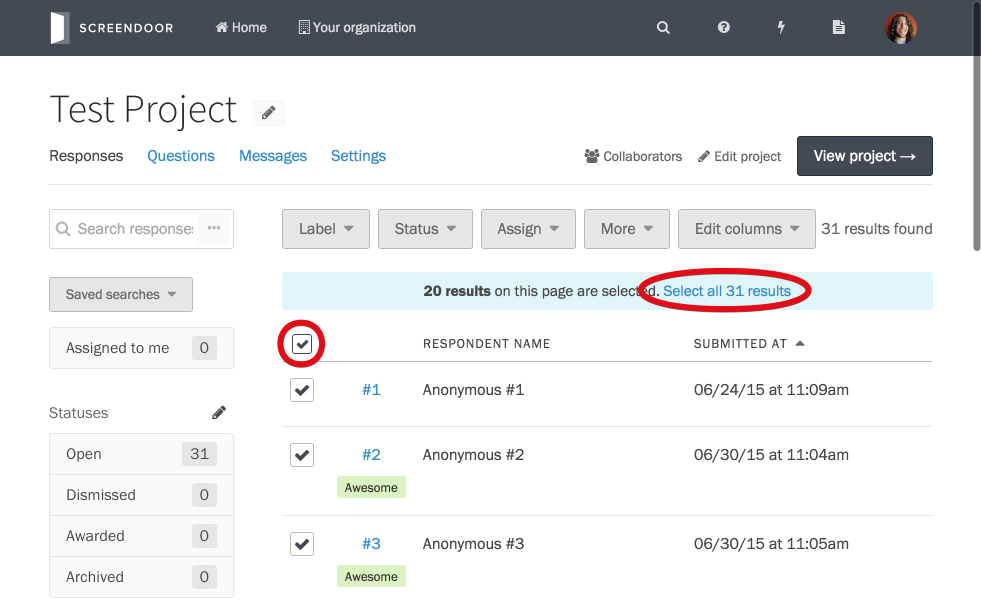 SCREENDOOR
Home
Your organization
Test Project
Responses
Questions
Messages
Settings
Collaborators
Edit project
View project →
Search response
Label
Status
Assign
More
Edit columns
31 results found
20 results on this page are selected. Select all 31 results
Saved searches
Assigned to me 0
Statuses
Open 31
Dismissed 0
Awarded 0
Archived 0
RESPONDENT NAME
SUBMITTED AT
#1 Anonymous #1 06/24/15 at 11:09am
#2 Anonymous #2 06/30/15 at 11:04am
Awesome
#3 Anonymous #3 06/30/15 at 11:05am
Awesome